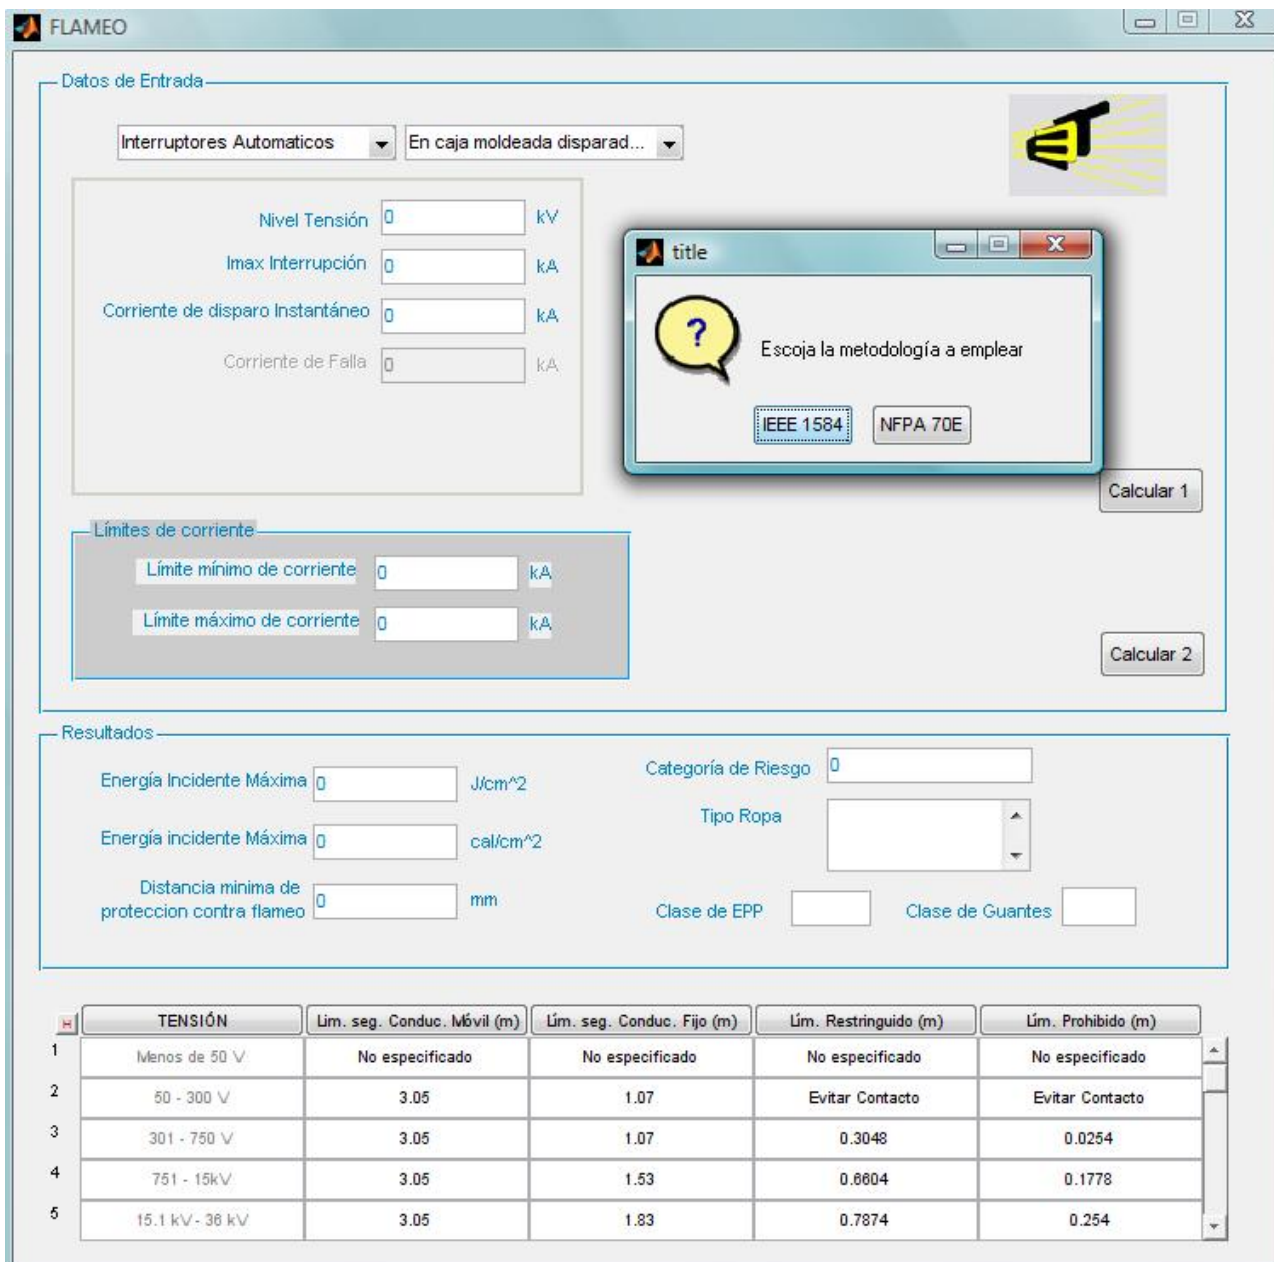 FLAMEO
Datos de Entrada
Interruptores Automaticos
En caja moldeada disparad...
Nivel Tensión 0 kV
Imax Interrupción 0 kA
Corriente de disparo Instantáneo 0 kA
Corriente de Falla 0 kA
title
?
Escoja la metodología a emplear
IEEE 1584
NFPA 70E
Calcular 1
Límites de corriente
Límite mínimo de corriente 0 kA
Límite máximo de corriente 0 kA
Calcular 2
Resultados
Energía Incidente Máxima 0 J/cm^2
Energía incidente Máxima 0 cal/cm^2
Distancia minima de
proteccion contra flameo 0 mm
Categoría de Riesgo 0
Tipo Ropa
Clase de EPP
Clase de Guantes
H TENSIÓN Lim. seg. Conduc. Móvil (m) Lím. seg. Conduc. Fijo (m) Lím. Restringuido (m) Lím. Prohibido (m)
1 Menos de 50 V No especificado No especificado No especificado No especificado
2 50 - 300 V 3.05 1.07 Evitar Contacto Evitar Contacto
3 301 - 750 V 3.05 1.07 0.3048 0.0254
4 751 - 15kV 3.05 1.53 0.6604 0.1778
5 15.1 kV - 36 kV 3.05 1.83 0.7874 0.254